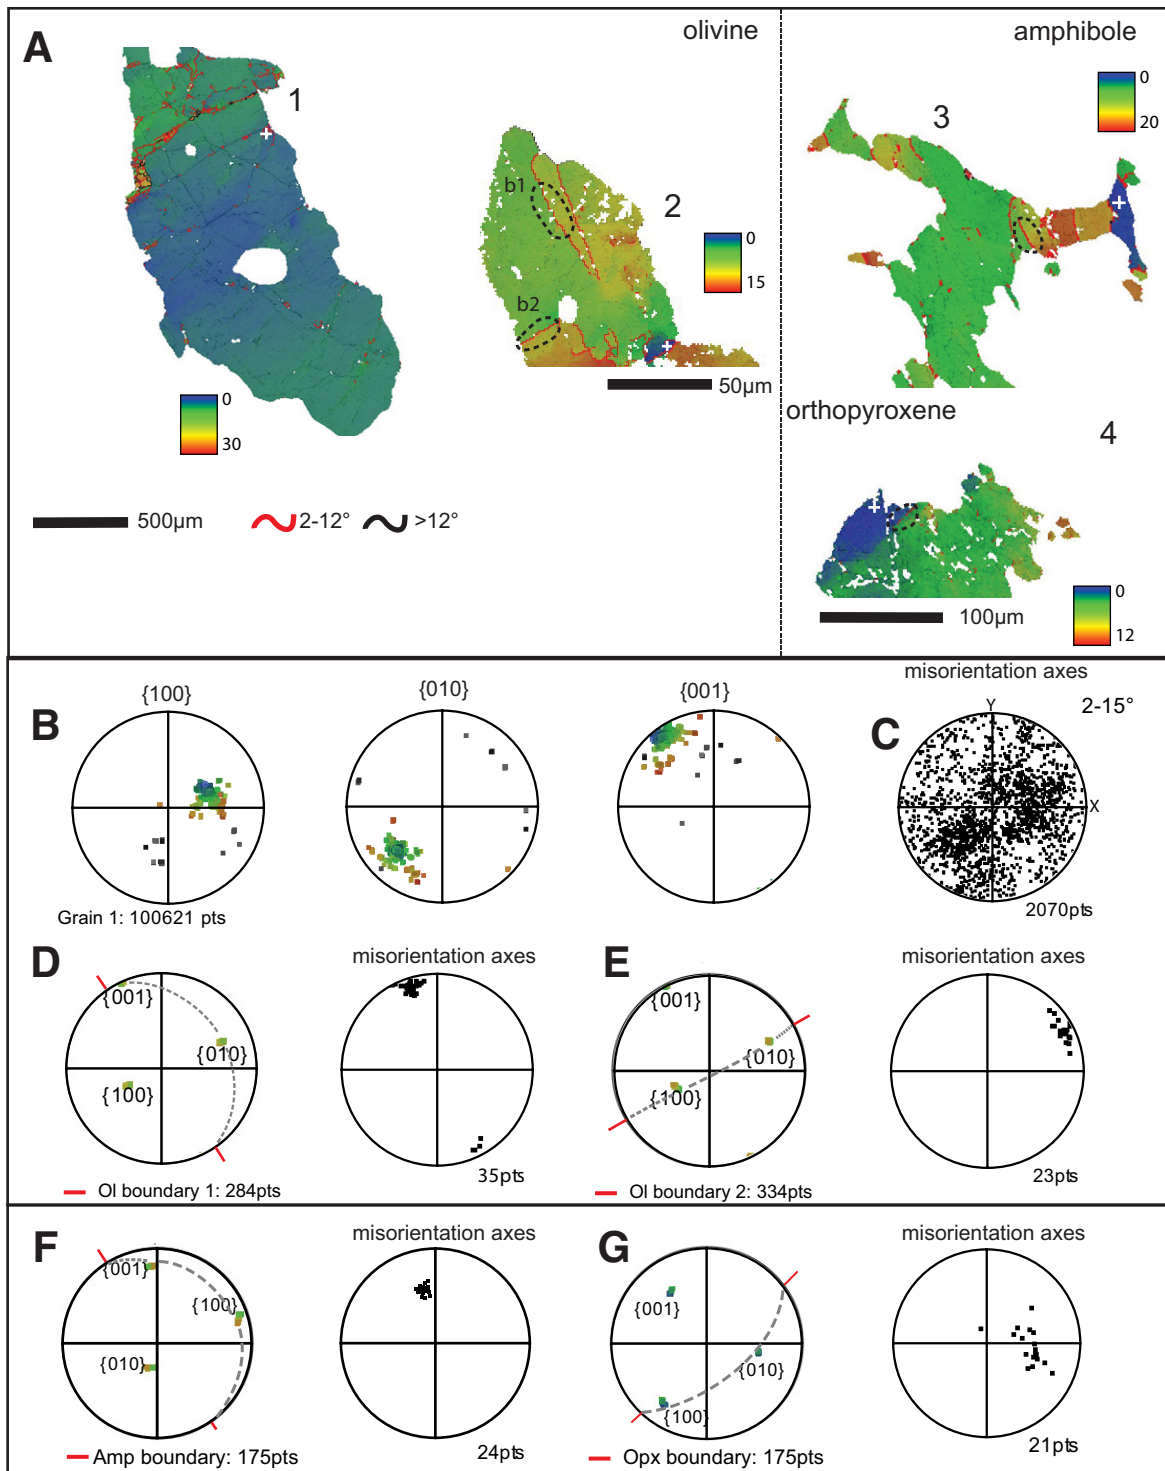 A
olivine
amphibole
1
0
20
3
b1
2
0
15
b2
50µm
orthopyroxene
4
0
30
500µm
2-12°
>12°
0
12
100µm
misorientation axes
B
{100}
{010}
{001}
C
2-15°
Y
X
Grain 1: 100621 pts
2070pts
D
misorientation axes
E
misorientation axes
{001}
{010}
{100}
{001}
{010}
{100}
35pts
23pts
Ol boundary 1: 284pts
Ol boundary 2: 334pts
F
misorientation axes
G
misorientation axes
{001}
{100}
{010}
{001}
{010}
{100}
Amp boundary: 175pts
24pts
Opx boundary: 175pts
21pts